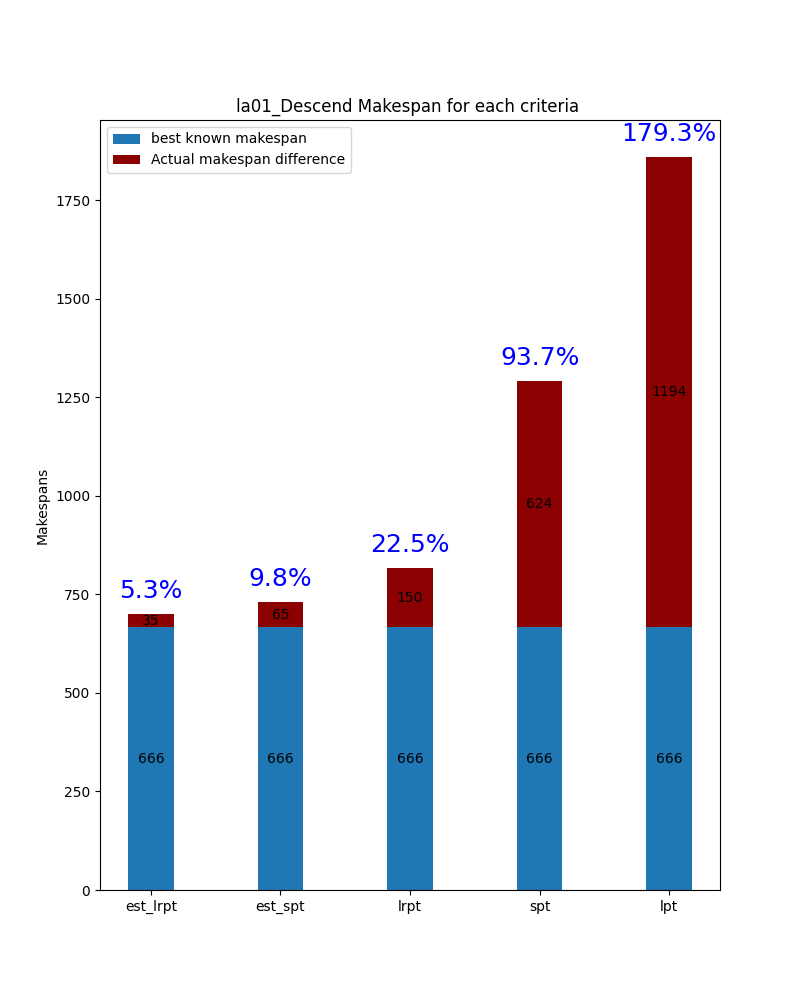 la01_Descend Makespan for each criteria
best known makespan
Actual makespan difference
179.3%
93.7%
22.5%
9.8%
5.3%
1750
1500
1250
1000
750
500
250
0
Makespans
35
65
150
624
1194
666
666
666
666
666
est_lrpt
est_spt
lrpt
spt
lpt